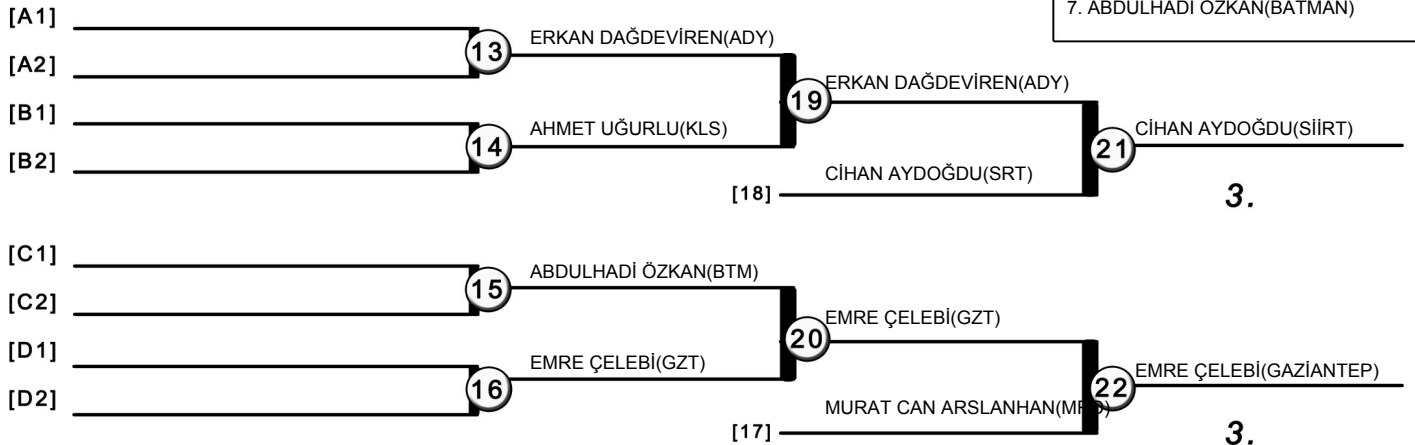 7. ABDULHADİ ÖZKAN(BATMAN)
[A1]
[A2]
13
ERKAN DAĞDEVİREN(ADY)
[B1]
[B2]
14
AHMET UĞURLU(KLS)
19
ERKAN DAĞDEVİREN(ADY)
[18]
CİHAN AYDOĞDU(SRT)
21
CİHAN AYDOĞDU(SİİRT)
3.
[C1]
[C2]
15
ABDULHADİ ÖZKAN(BTM)
[D1]
[D2]
16
EMRE ÇELEBİ(GZT)
20
EMRE ÇELEBİ(GZT)
[17]
MURAT CAN ARSLANHAN
22
EMRE ÇELEBİ(GAZİANTEP)
3.